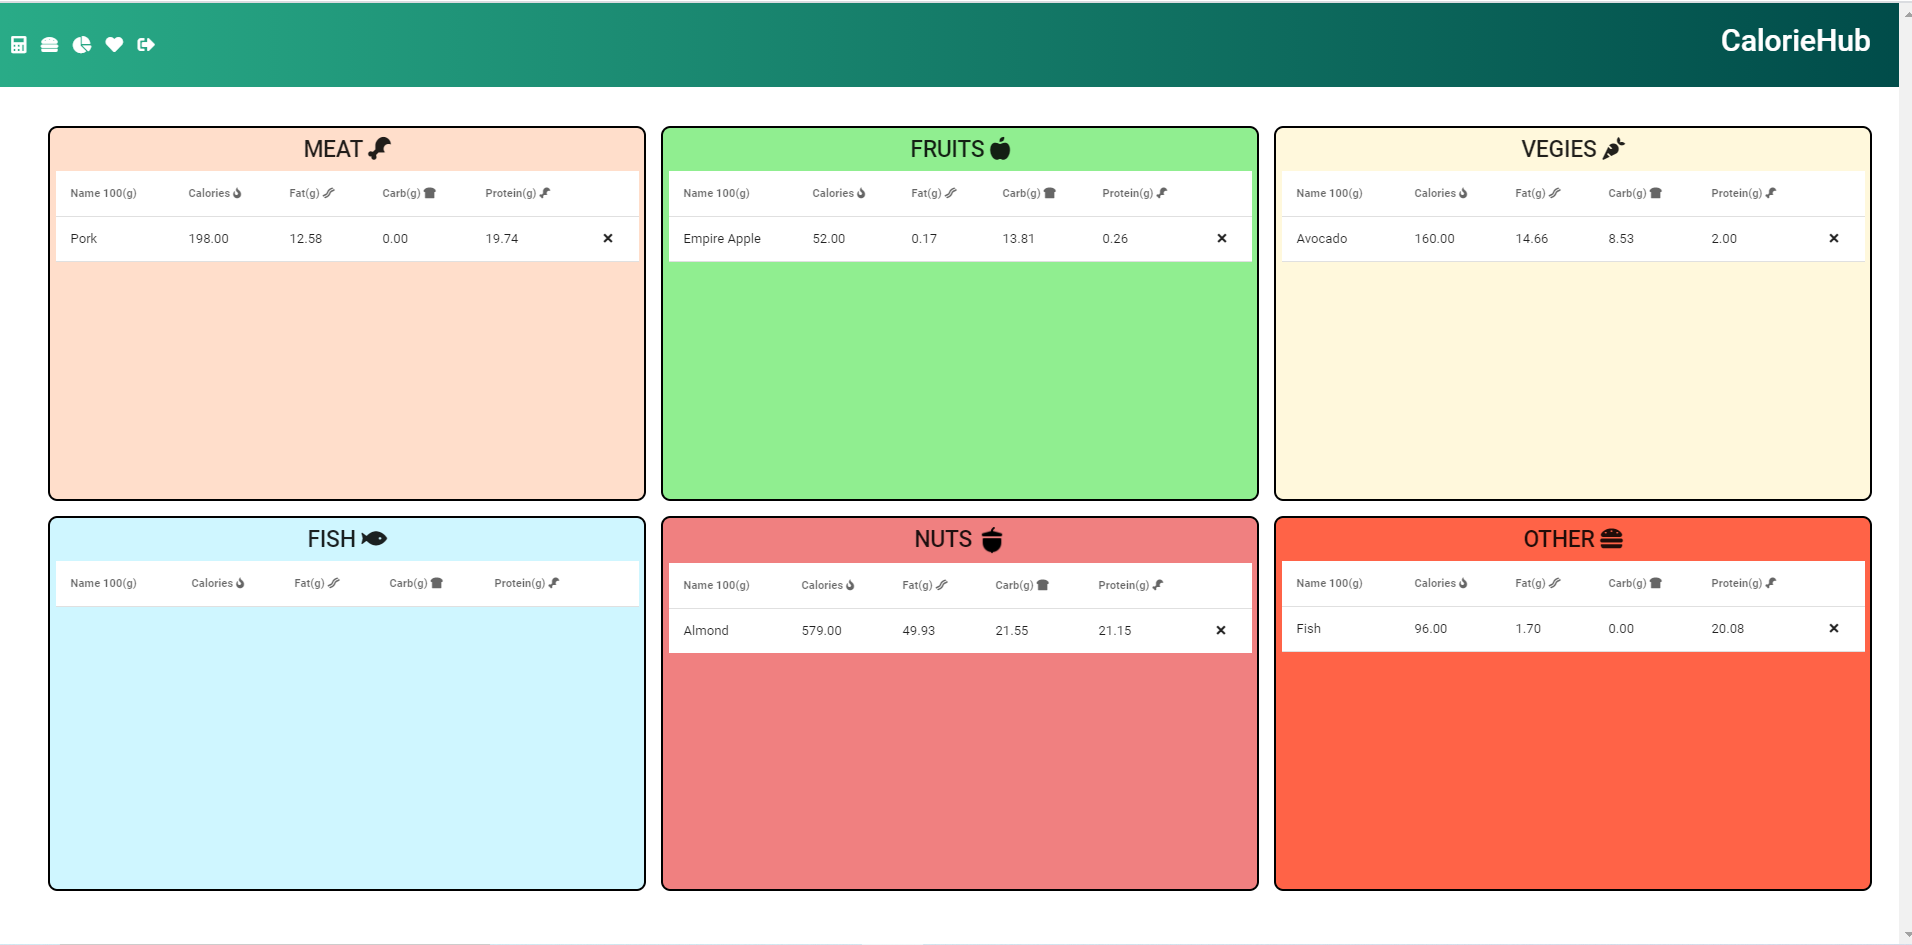 CalorieHub
MEAT
Name 100(g) Calories Fat(g) Carb(g) Protein(g)
Pork 198.00 12.58 0.00 19.74
FRUITS
Name 100(g) Calories Fat(g) Carb(g) Protein(g)
Empire Apple 52.00 0.17 13.81 0.26
VEGIES
Name 100(g) Calories Fat(g) Carb(g) Protein(g)
Avocado 160.00 14.66 8.53 2.00
FISH
Name 100(g) Calories Fat(g) Carb(g) Protein(g)
NUTS
Name 100(g) Calories Fat(g) Carb(g) Protein(g)
Almond 579.00 49.93 21.55 21.15
OTHER
Name 100(g) Calories Fat(g) Carb(g) Protein(g)
Fish 96.00 1.70 0.00 20.08